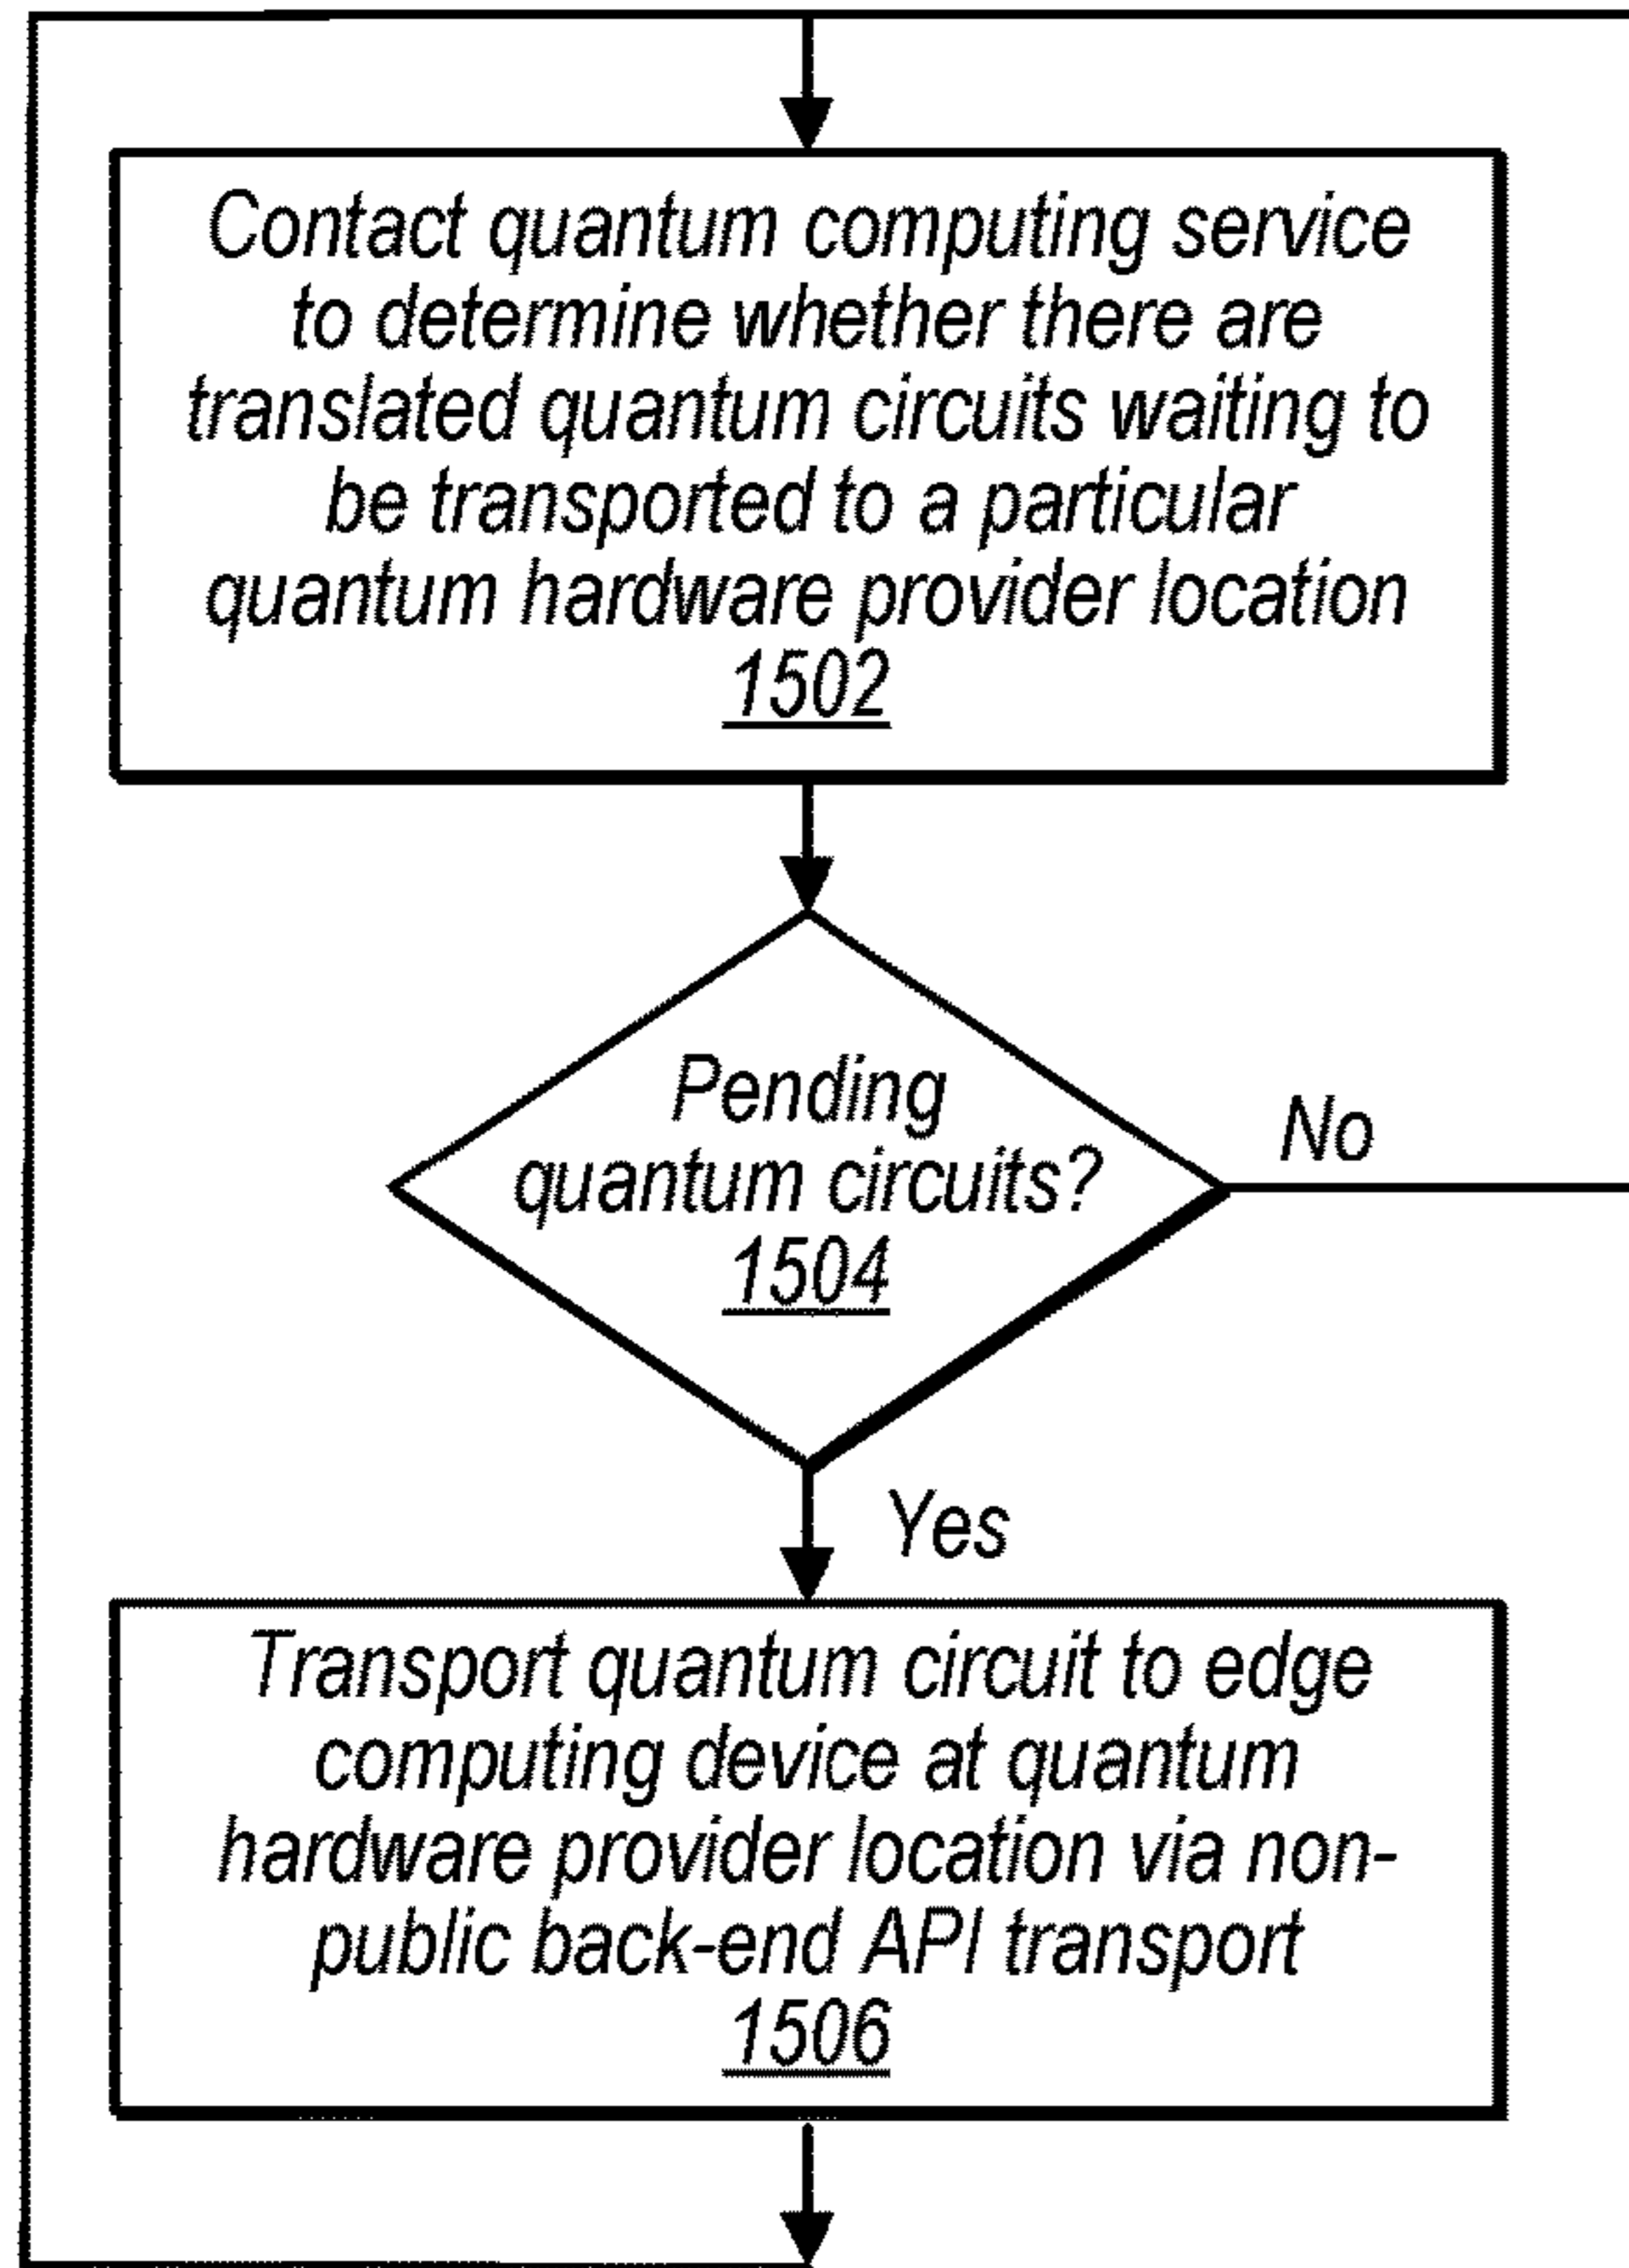 Contact quantum computing service
to determine whether there are
translated quantum circuits waiting to
be transported to a particular
quantum hardware provider location
1502
Pending
quantum circuits?
1504
No
Yes
Transport quantum circuit to edge
computing device at quantum
hardware provider location via non-
public back-end API transport
1506